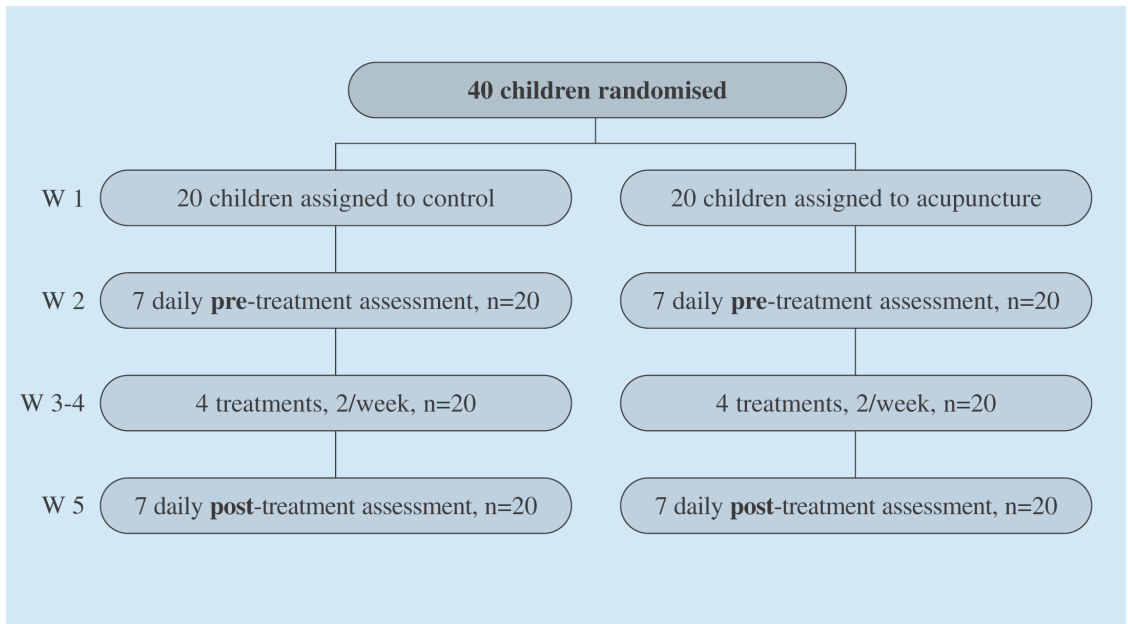 40 children randomised
W 1 20 children assigned to control 20 children assigned to acupuncture
W 2 7 daily pre-treatment assessment, n=20 7 daily pre-treatment assessment, n=20
W 3-4 4 treatments, 2/week, n=20 4 treatments, 2/week, n=20
W 5 7 daily post-treatment assessment, n=20 7 daily post-treatment assessment, n=20